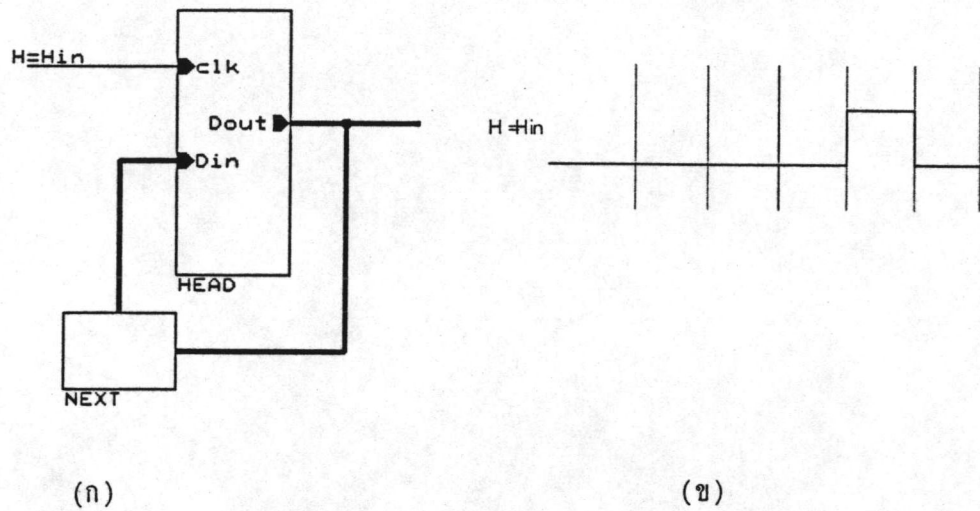 H=Hin
clk
Dout
Din
HEAD
NEXT
H=Hin
(ก)
(ข)